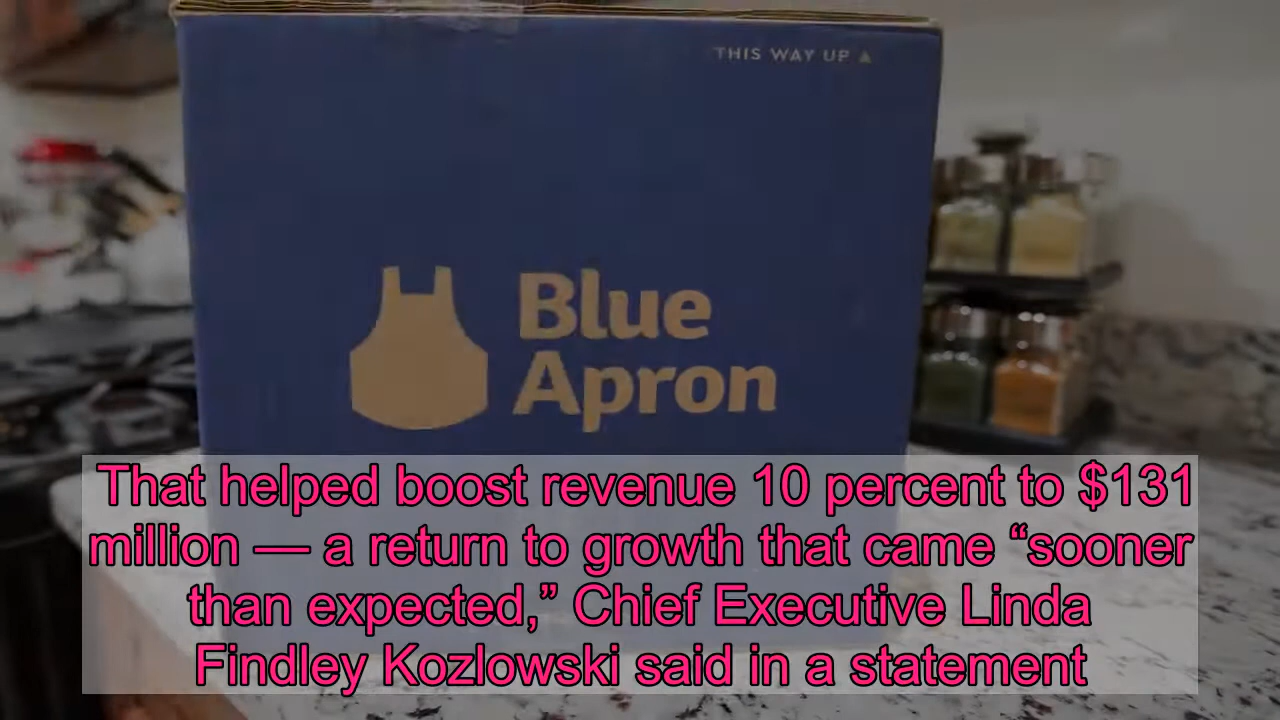 THIS WAY UP
Blue
Apron
That helped boost revenue 10 percent to $131
million — a return to growth that came “sooner
than expected,” Chief Executive Linda
Findley Kozlowski said in a statement